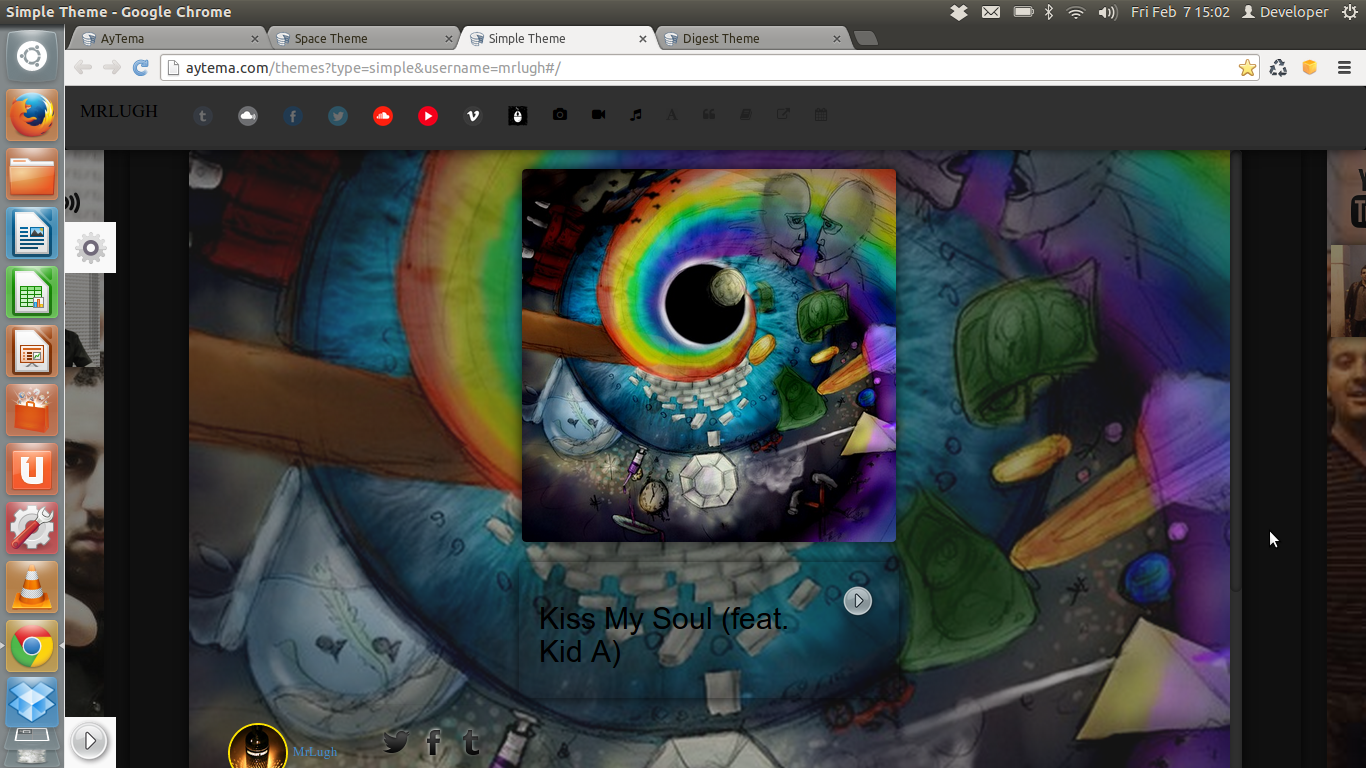 Simple Theme - Google Chrome
Fri Feb 7 15:02 Developer
AyTema
Space Theme
Simple Theme
Digest Theme
aytema.com/themes?type=simple&username=mrlugh#/
MRLUGH
Kiss My Soul (feat.
Kid A)
MrLugh